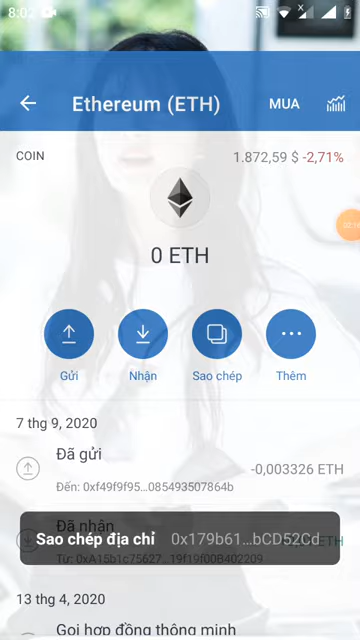 8:02
Ethereum (ETH)
MUA
COIN
1.872,59 $ -2,71%
0 ETH
Gửi
Nhận
Sao chép
Thêm
7 thg 9, 2020
Đã gửi
-0,003326 ETH
Đến: 0xf49f9f95...085493507864b
Đã nhận
Sao chép địa chỉ 0x179b61...bCD52Cd
Từ: 0xA15b1c75627...19f19f00B402209
13 thg 4, 2020
Gọi hợp đồng thông minh